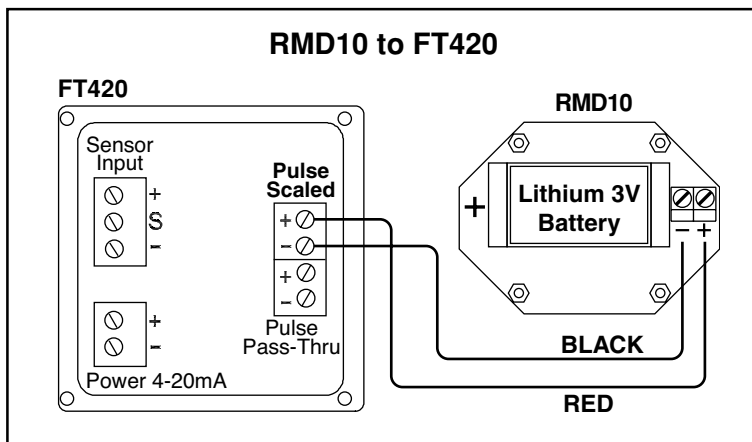 RMD10 to FT420
FT420
Sensor
Input
+
S
-
Pulse
Scaled
+
-
+
-
Pulse
Pass-Thru
+
-
Power 4-20mA
RMD10
+
Lithium 3V
Battery
- +
BLACK
RED